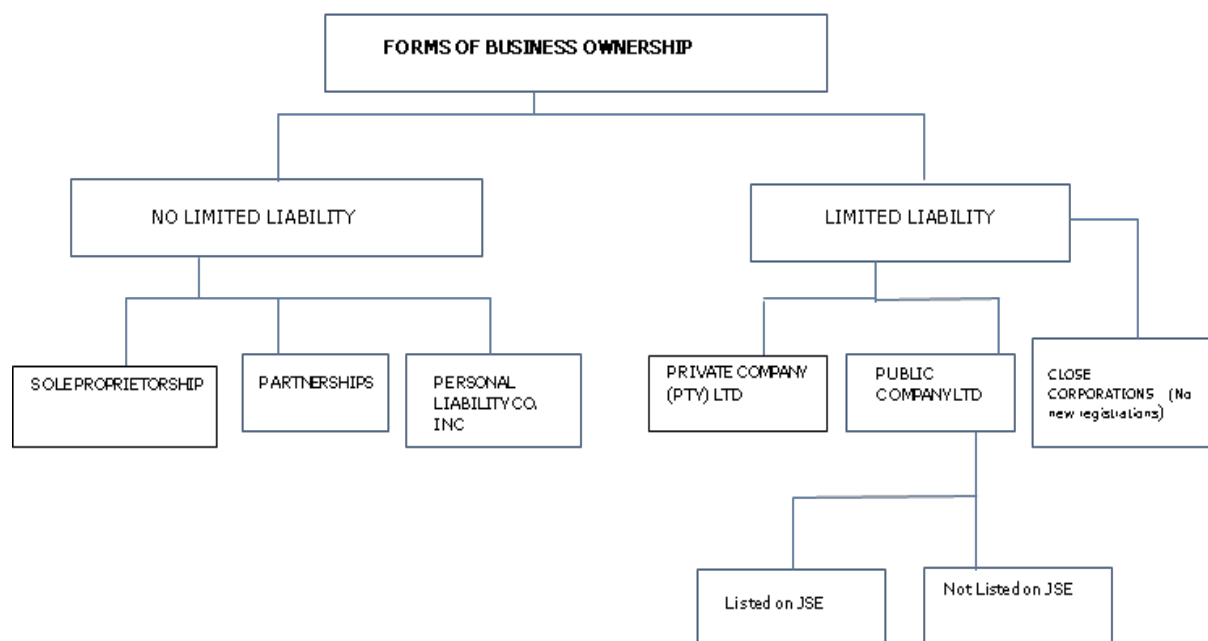 FORMS OF BUSINESS OWNERSHIP
NO LIMITED LIABILITY
LIMITED LIABILITY
SOLE PROPRIETORSHIP
PARTNERSHIPS
PERSONAL
LIABILITY CO.
INC
PRIVATE COMPANY
(PTY) LTD
PUBLIC
COMPANY LTD
CLOSE
CORPORATIONS (No
new registrations)
Listed on JSE
Not Listed on JSE